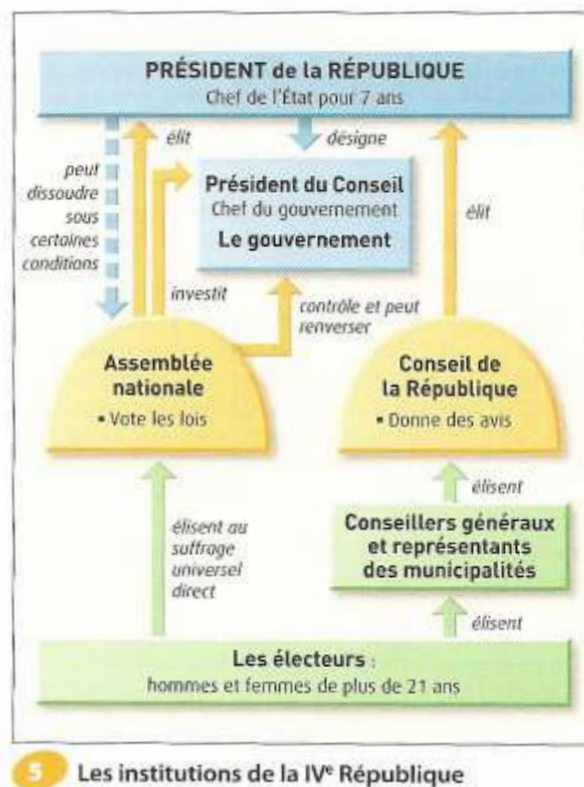 PRÉSIDENT de la RÉPUBLIQUE
Chef de l'État pour 7 ans
peut
dissoudre
sous
certaines
conditions
élit
désigne
Président du Conseil
Chef du gouvernement
Le gouvernement
élit
investit
contrôle et peut
renverser
Assemblée
nationale
▪ Vote les lois
Conseil de
la République
▪ Donne des avis
élisent au
suffrage
universel
direct
élisent
Conseillers généraux
et représentants
des municipalités
élisent
Les électeurs :
hommes et femmes de plus de 21 ans
5 Les institutions de la IVe République